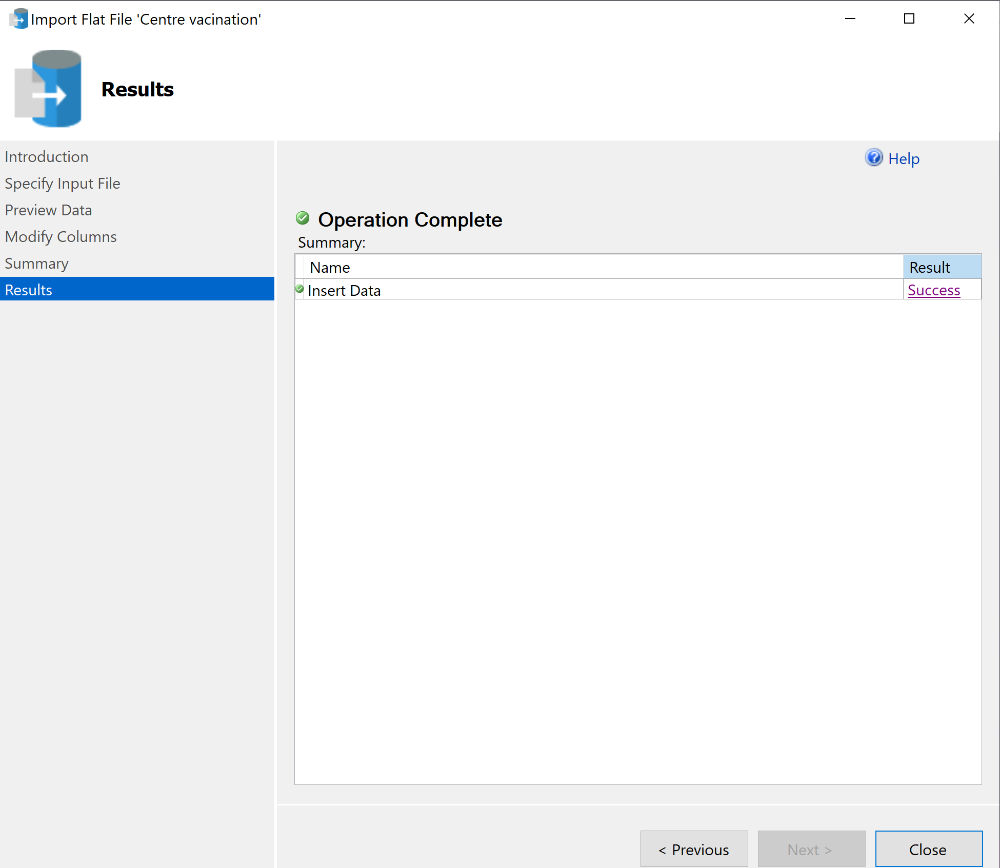 Import Flat File 'Centre vacination'
Results
Introduction
Specify Input File
Preview Data
Modify Columns
Summary
Results
Help
Operation Complete
Summary:
Name Result
Insert Data Success
< Previous Next > Close